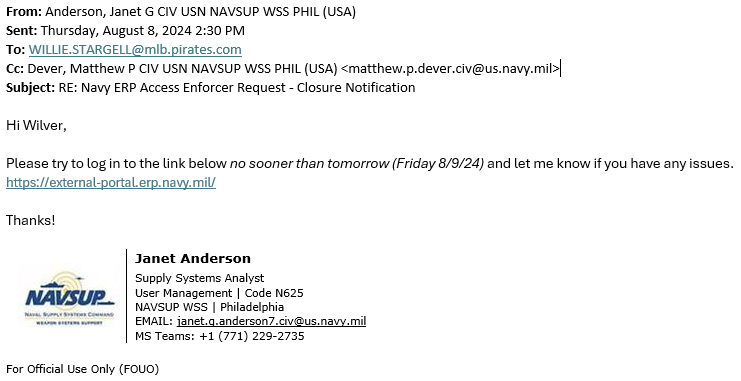 From: Anderson, Janet G CIV USN NAVSUP WSS PHIL (USA)
Sent: Thursday, August 8, 2024 2:30 PM
To: WILLIE.STARGELL@mlb.pirates.com
Cc: Dever, Matthew P CIV USN NAVSUP WSS PHIL (USA) <matthew.p.dever.civ@us.navy.mil>
Subject: RE: Navy ERP Access Enforcer Request - Closure Notification
Hi Wilver,
Please try to log in to the link below no sooner than tomorrow (Friday 8/9/24) and let me know if you have any issues.
https://external-portal.erp.navy.mil/
Thanks!
NAVSUP
NAVAL SUPPLY SYSTEMS COMMAND
WEAPON SYSTEMS SUPPORT
Janet Anderson
Supply Systems Analyst
User Management | Code N625
NAVSUP WSS | Philadelphia
EMAIL: janet.g.anderson7.civ@us.navy.mil
MS Teams: +1 (771) 229-2735
For Official Use Only (FOUO)